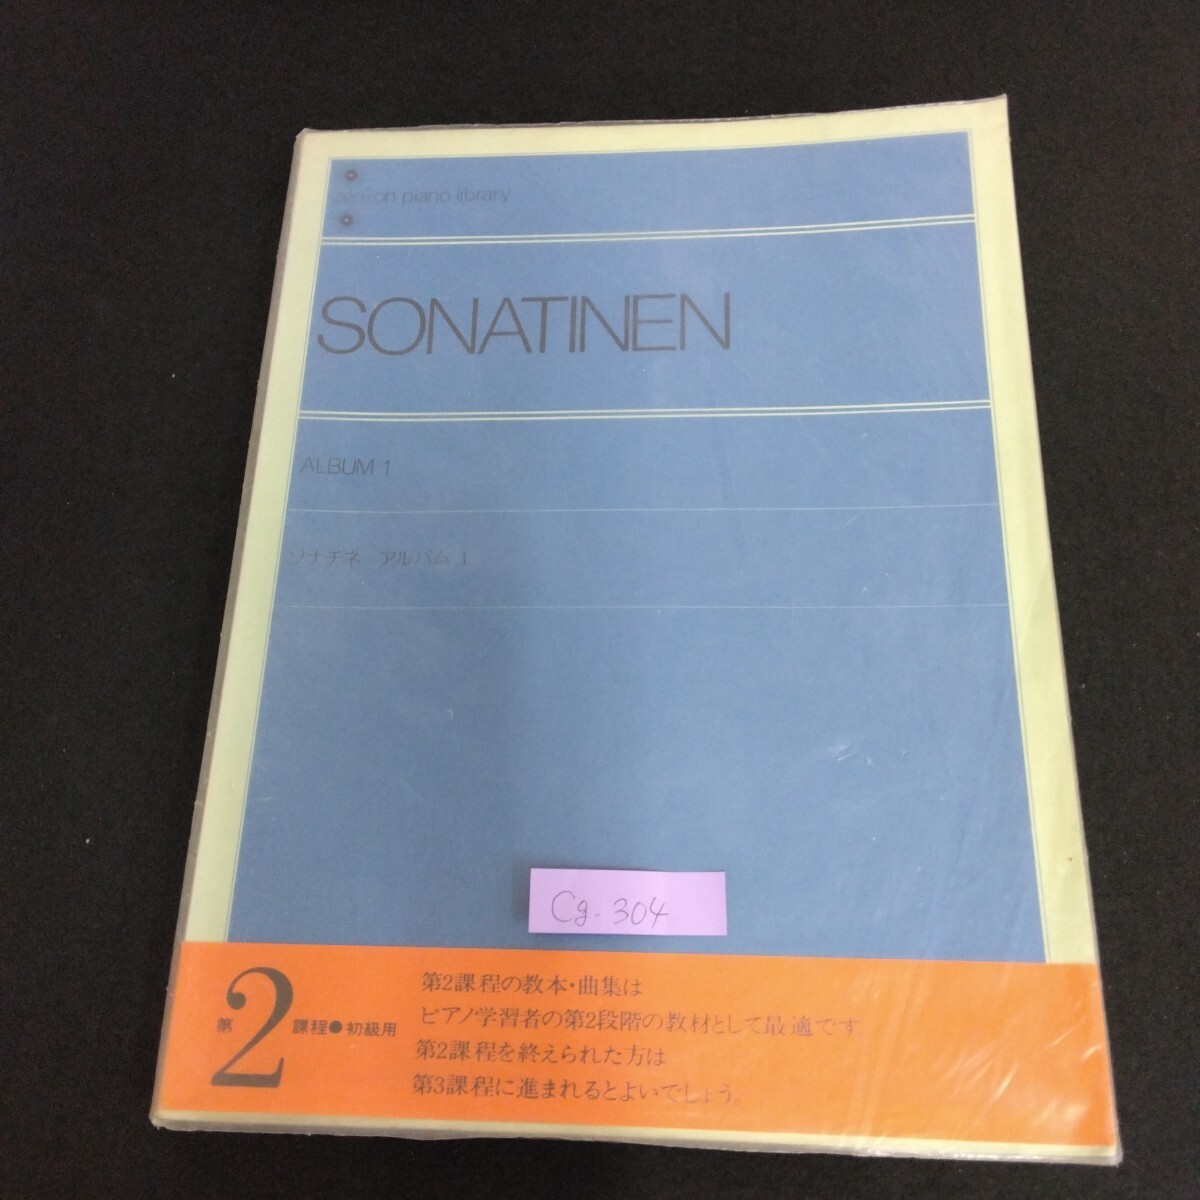 zen-on piano library
SONATINEN
ALBUM 1
ソナチネ アルバム 1
Cg. 304
第2課程●初級用
第2課程の教本・曲集は
ピアノ学習者の第2段階の教材として最適です。
第2課程を終えられた方は
第3課程に進まれるとよいでしょう。